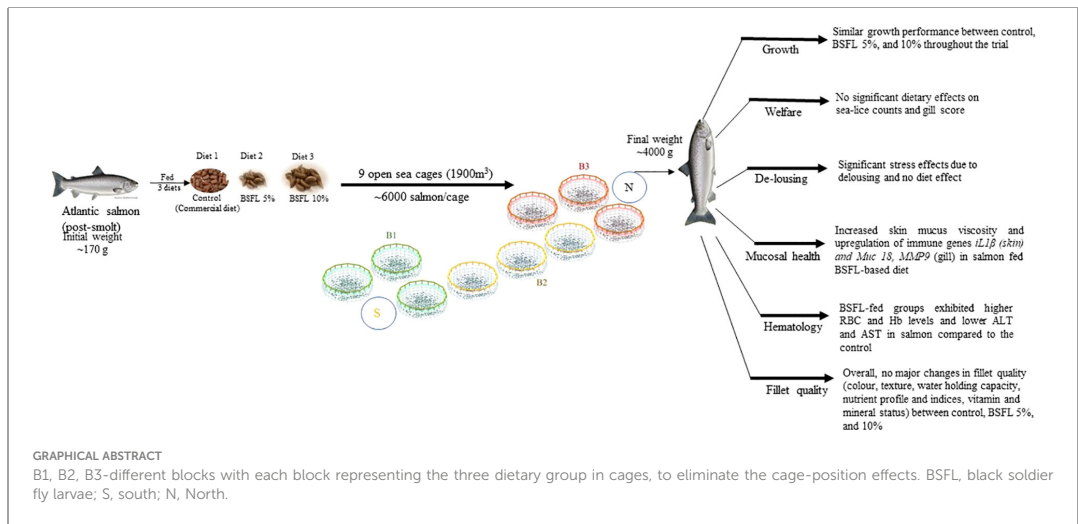 Atlantic salmon
(post-smolt)
Initial weight
~170 g
Fed
3 diets
Diet 1
Control
(Commercial diet)
Diet 2
BSFL 5%
Diet 3
BSFL 10%
9 open sea cages (1900m³)
~6000 salmon/cage
B1
S
B2
B3
N
Final weight
~4000 g
Growth
Similar growth performance between control,
BSFL 5%, and 10% throughout the trial
Welfare
No significant dietary effects on
sea-lice counts and gill score
De-lousing
Significant stress effects due to
delousing and no diet effect
Mucosal health
Increased skin mucus viscosity and
upregulation of immune genes iL1β (skin)
and Muc 18, MMP9 (gill) in salmon fed
BSFL-based diet
Hematology
BSFL-fed groups exhibited higher
RBC and Hb levels and lower ALT
and AST in salmon compared to the
control
Fillet quality
Overall, no major changes in fillet quality
(colour, texture, water holding capacity,
nutrient profile and indices, vitamin and
mineral status) between control, BSFL 5%,
and 10%
GRAPHICAL ABSTRACT
B1, B2, B3-different blocks with each block representing the three dietary group in cages, to eliminate the cage-position effects. BSFL, black soldier
fly larvae; S, south; N, North.